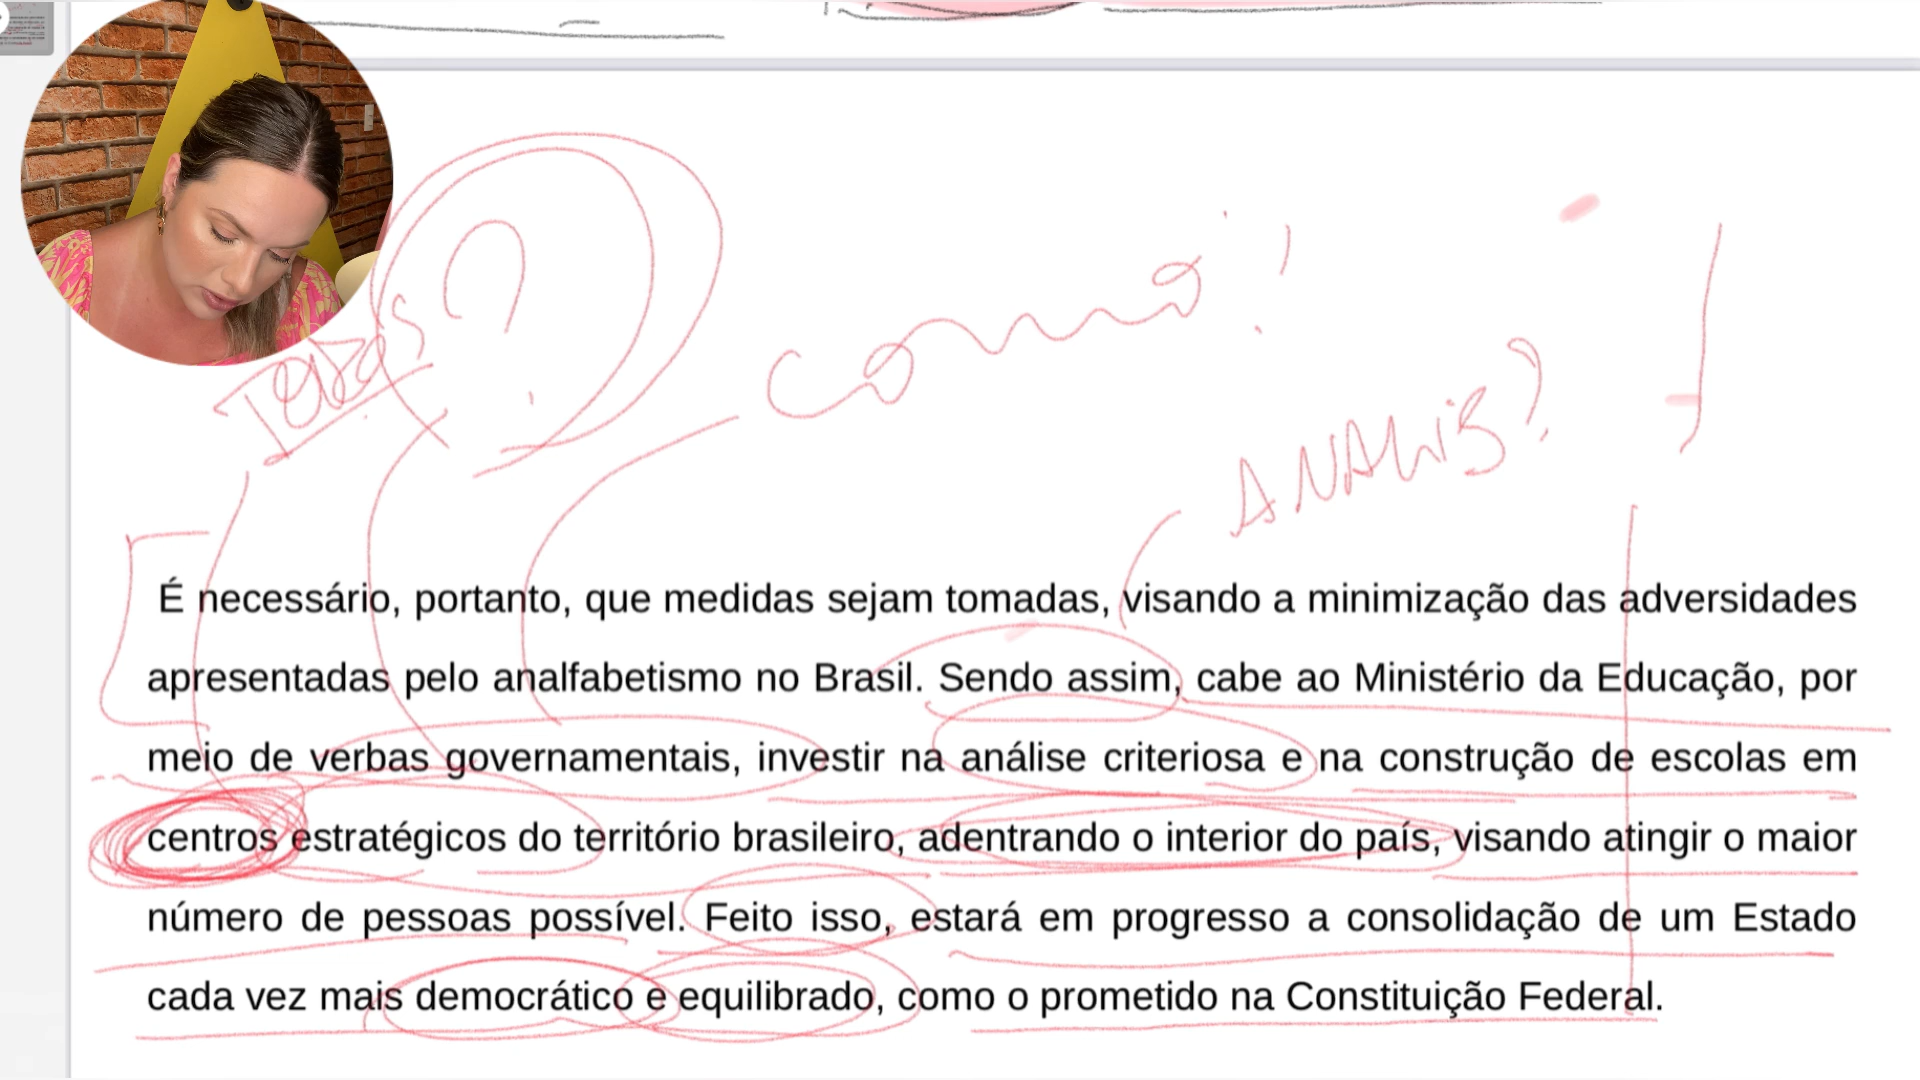 como?
ANALIS?
É necessário, portanto, que medidas sejam tomadas, visando a minimização das adversidades
apresentadas pelo analfabetismo no Brasil. Sendo assim, cabe ao Ministério da Educação, por
meio de verbas governamentais, investir na análise criteriosa e na construção de escolas em
centros estratégicos do território brasileiro, adentrando o interior do país, visando atingir o maior
número de pessoas possível. Feito isso, estará em progresso a consolidação de um Estado
cada vez mais democrático e equilibrado, como o prometido na Constituição Federal.